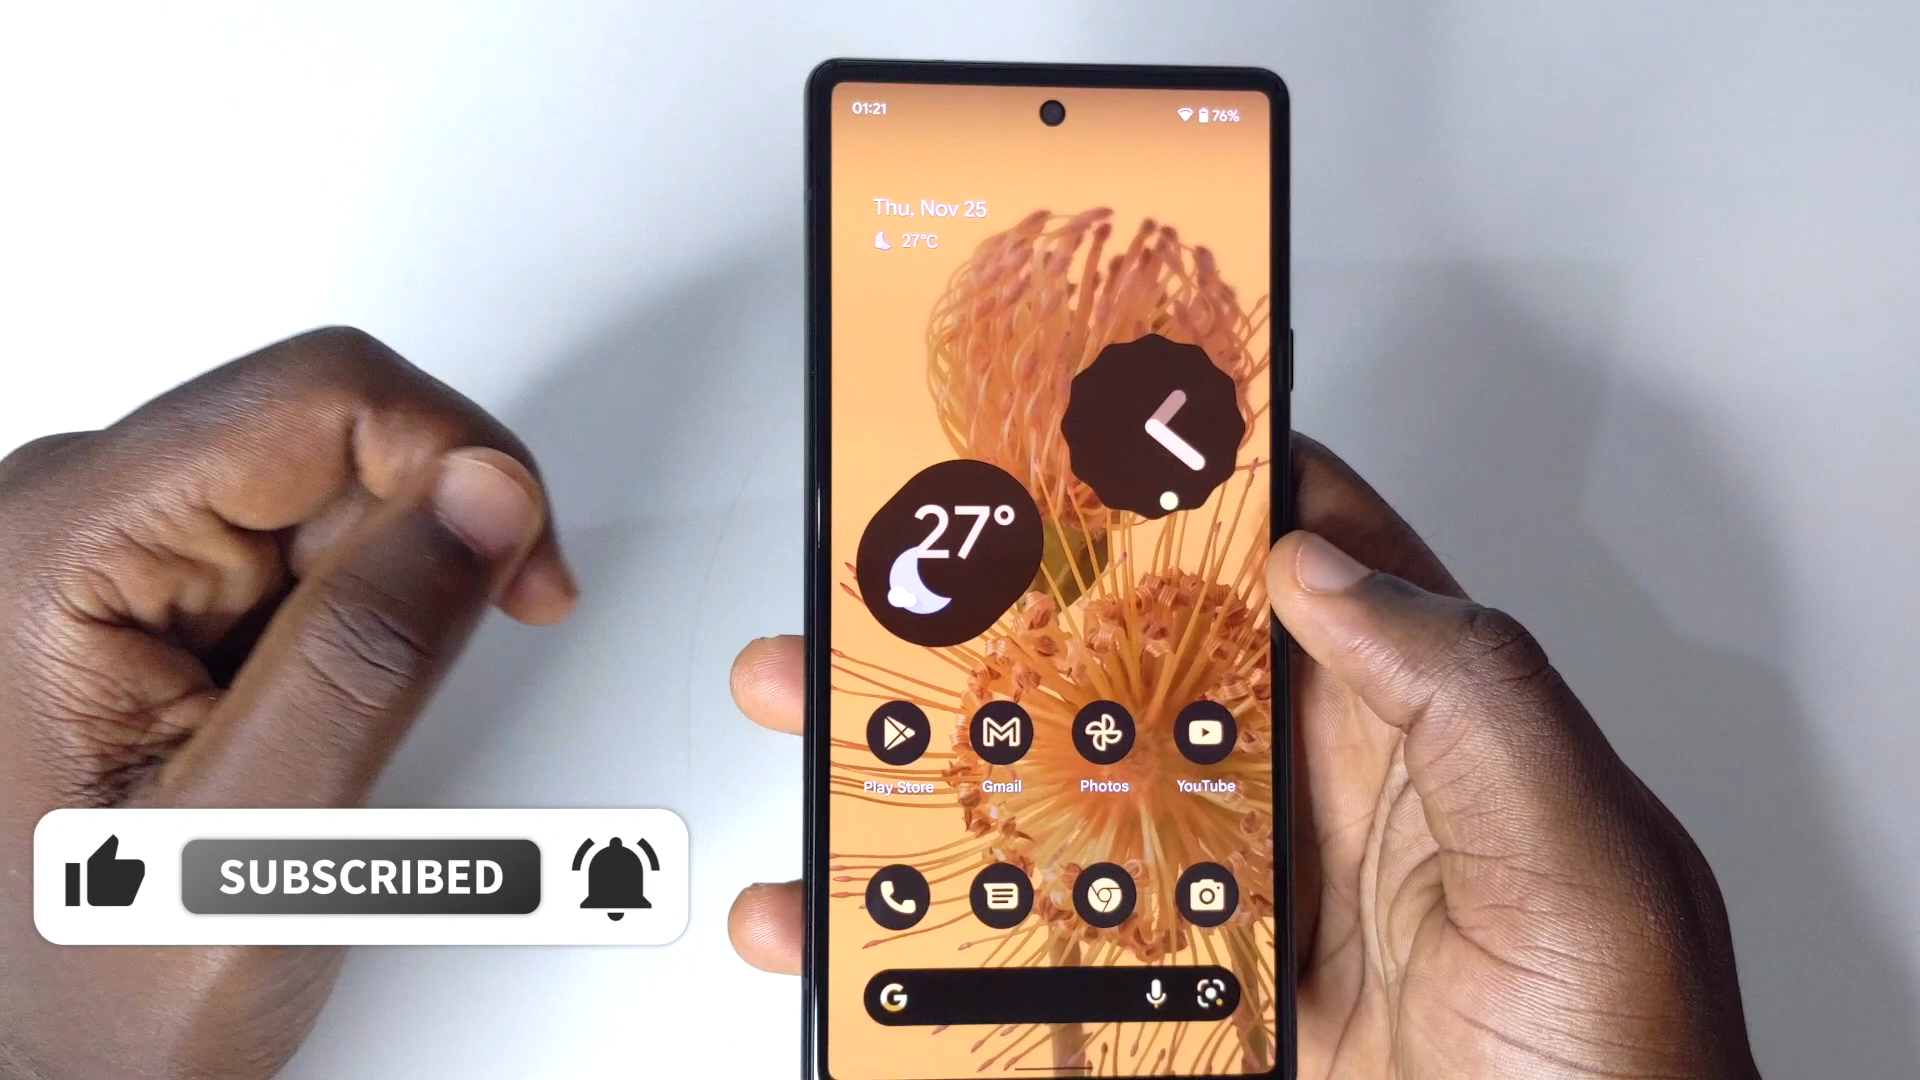 01:21
76%
Thu, Nov 25
27°C
27°
Play Store
Gmail
Photos
YouTube
SUBSCRIBED
G